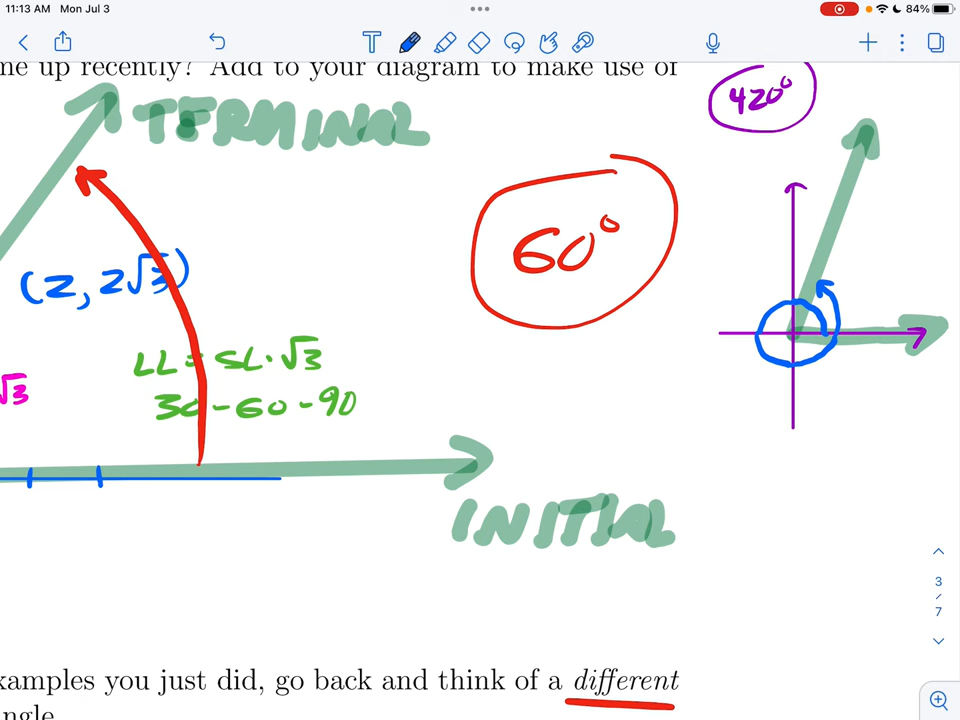 11:13 AM Mon Jul 3
84%
me up recently? Add to your diagram to make use of
420°
TERMINAL
60°
(2, 2√3)
LL = SL·√3
√3
30-60-90
INITIAL
3
/
7
xamples you just did, go back and think of a different
ngle